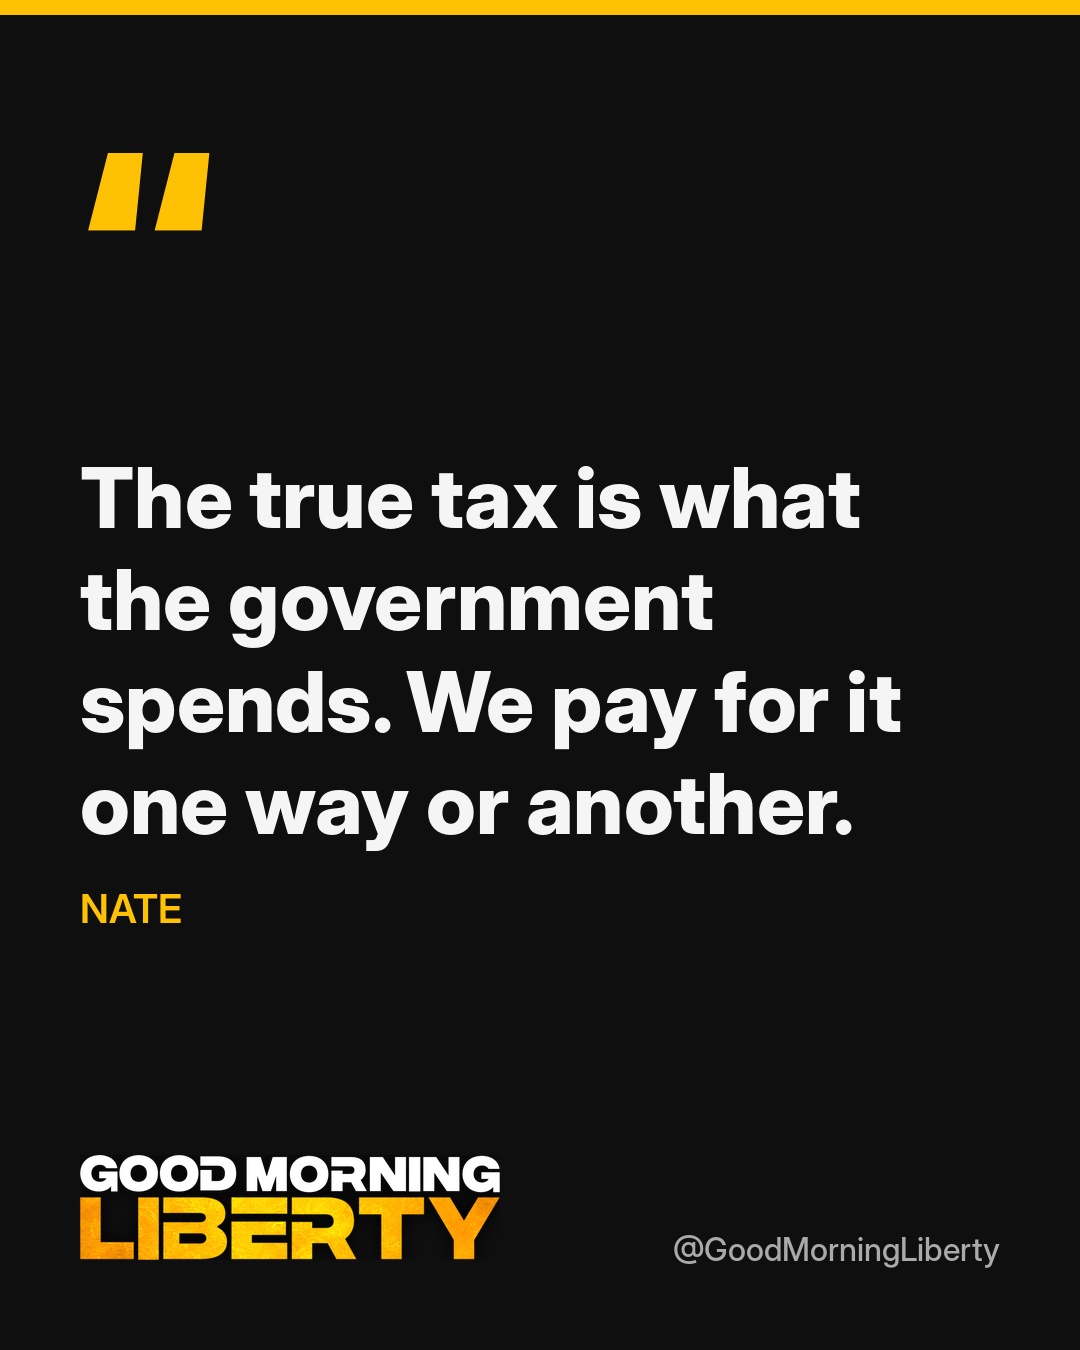 "
The true tax is what
the government
spends. We pay for it
one way or another.
NATE
GOOD MORNING
LIBERTY
@GoodMorningLiberty